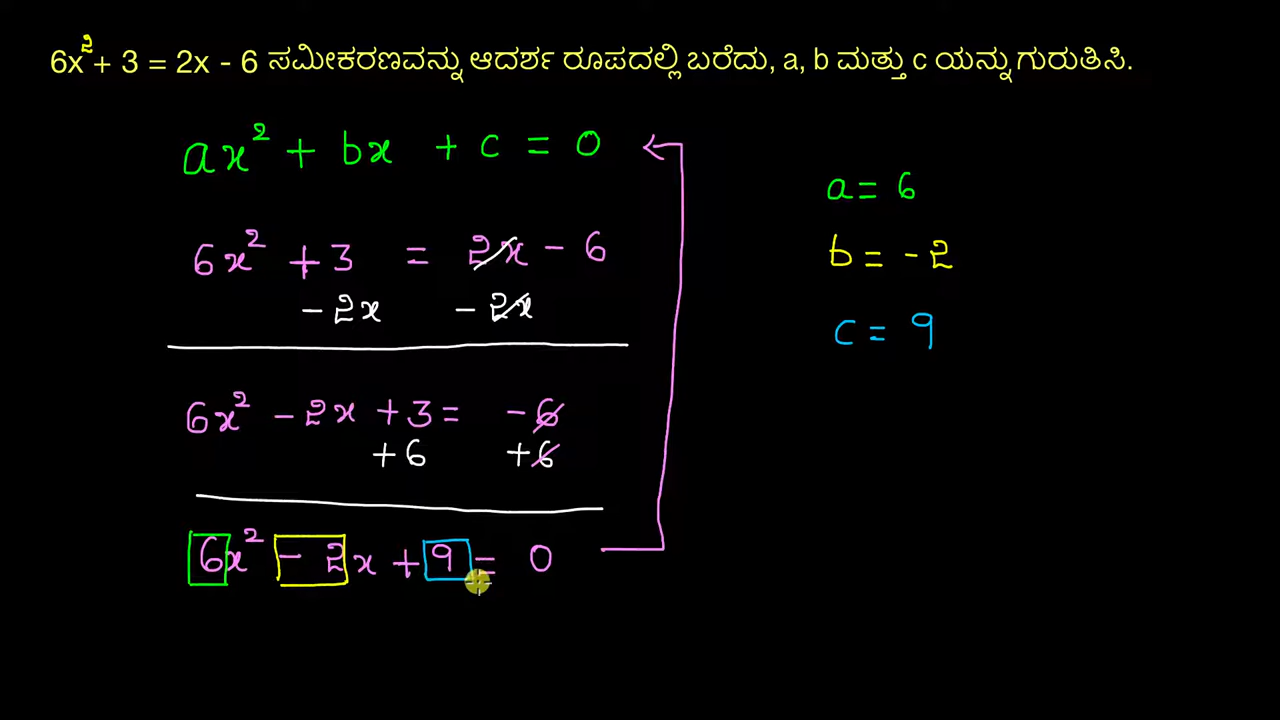 6x² + 3 = 2x - 6 ಸಮೀಕರಣವನ್ನು ಆದರ್ಶ ರೂಪದಲ್ಲಿ ಬರೆದು, a, b ಮತ್ತು c ಯನ್ನು ಗುರುತಿಸಿ.
ax² + bx + c = 0
6x² + 3 = 2x - 6
- 2x - 2x
6x² - 2x + 3 = - 6
+ 6 + 6
6x² - 2x + 9 = 0
a = 6
b = - 2
c = 9